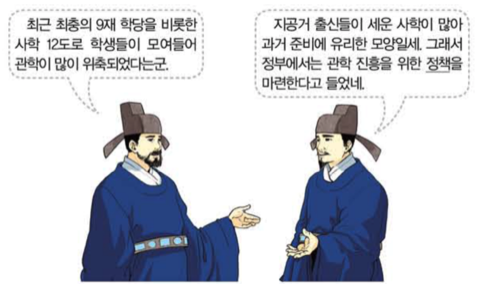 최근 최충의 9재 학당을 비롯한
사학 12도로 학생들이 모여들어
관학이 많이 위축되었다는군.
지공거 출신들이 세운 사학이 많아
과거 준비에 유리한 모양일세. 그래서
정부에서는 관학 진흥을 위한 정책을
마련한다고 들었네.